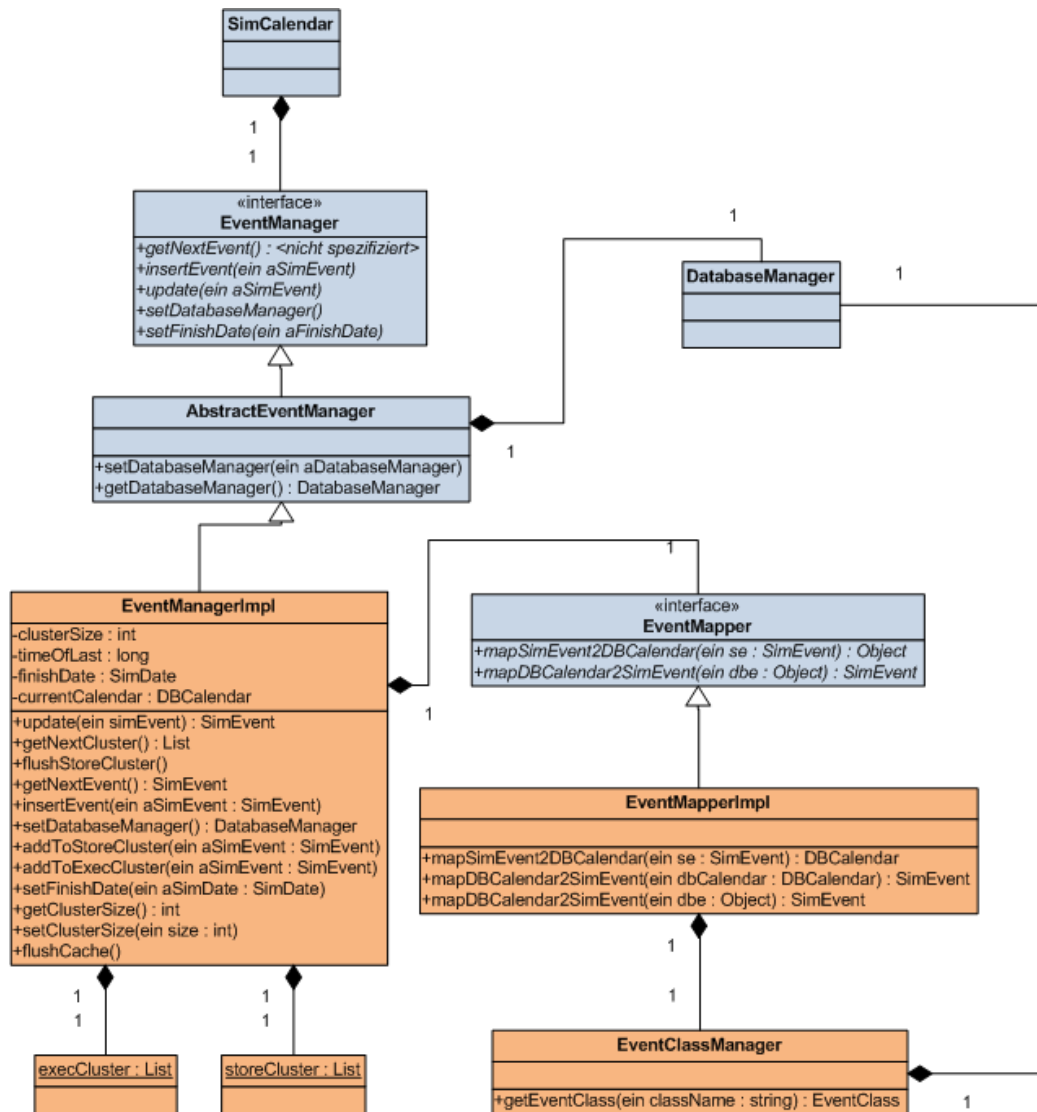 SimCalendar
1
1
«interface»
EventManager
+getNextEvent() : <nicht spezifiziert>
+insertEvent(ein aSimEvent)
+update(ein aSimEvent)
+setDatabaseManager()
+setFinishDate(ein aFinishDate)
1
DatabaseManager
1
AbstractEventManager
+setDatabaseManager(ein aDatabaseManager)
+getDatabaseManager() : DatabaseManager
1
EventManagerImpl
-clusterSize : int
-timeOfLast : long
-finishDate : SimDate
-currentCalendar : DBCalendar
+update(ein simEvent) : SimEvent
+getNextCluster() : List
+flushStoreCluster()
+getNextEvent() : SimEvent
+insertEvent(ein aSimEvent : SimEvent)
+setDatabaseManager() : DatabaseManager
+addToStoreCluster(ein aSimEvent : SimEvent)
+addToExecCluster(ein aSimEvent : SimEvent)
+setFinishDate(ein aSimDate : SimDate)
+getClusterSize() : int
+setClusterSize(ein size : int)
+flushCache()
1
1
«interface»
EventMapper
+mapSimEvent2DBCalendar(ein se : SimEvent) : Object
+mapDBCalendar2SimEvent(ein dbe : Object) : SimEvent
EventMapperImpl
+mapSimEvent2DBCalendar(ein se : SimEvent) : DBCalendar
+mapDBCalendar2SimEvent(ein dbCalendar : DBCalendar) : SimEvent
+mapDBCalendar2SimEvent(ein dbe : Object) : SimEvent
1
1
1
1
1
1
execCluster : List
storeCluster : List
EventClassManager
+getEventClass(ein className : string) : EventClass
1